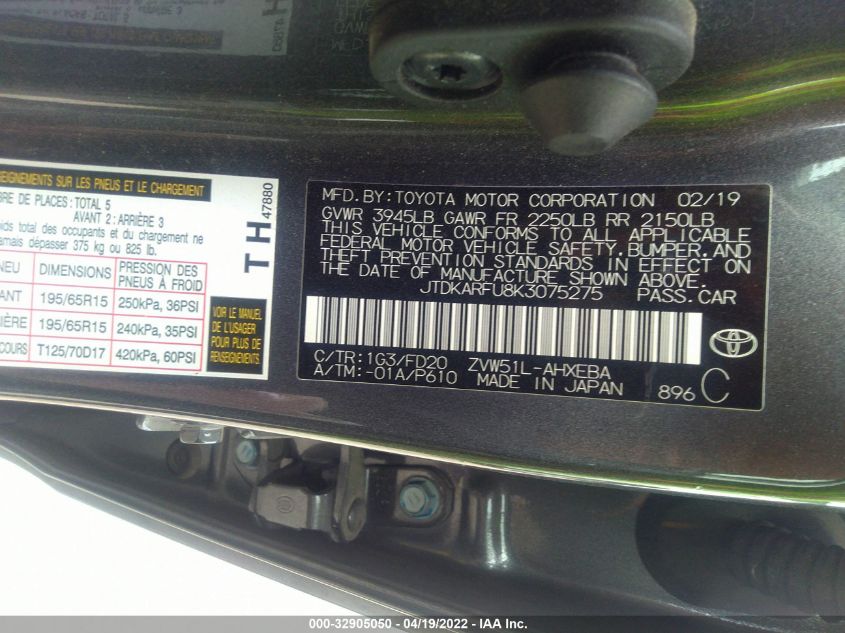 SEIGNEMENTS SUR LES PNEUS ET LE CHARGEMENT
BRE DE PLACES: TOTAL 5
AVANT 2: ARRIÈRE 3
oids total des occupants et du chargement ne
amais dépasser 375 kg ou 825 lb.
NEU DIMENSIONS PRESSION DES PNEUS À FROID
ANT 195/65R15 250kPa, 36PSI
IÈRE 195/65R15 240kPa, 35PSI
COURS T125/70D17 420kPa, 60PSI
VOIR LE MANUEL
DE L'USAGER
POUR PLUS DE
RENSEIGNEMENTS
TH 47880
MFD.BY: TOYOTA MOTOR CORPORATION 02/19
GVWR 3945LB GAWR FR 2250LB RR 2150LB
THIS VEHICLE CONFORMS TO ALL APPLICABLE
FEDERAL MOTOR VEHICLE SAFETY, BUMPER, AND
THEFT PREVENTION STANDARDS IN EFFECT ON
THE DATE OF MANUFACTURE SHOWN ABOVE.
JTDKARFU8K3075275 PASS.CAR
C/TR: 1G3/FD20 ZVW51L-AHXEBA
A/TM: -01A/P610 MADE IN JAPAN 896 C
000-32905050 - 04/19/2022 - IAA Inc.